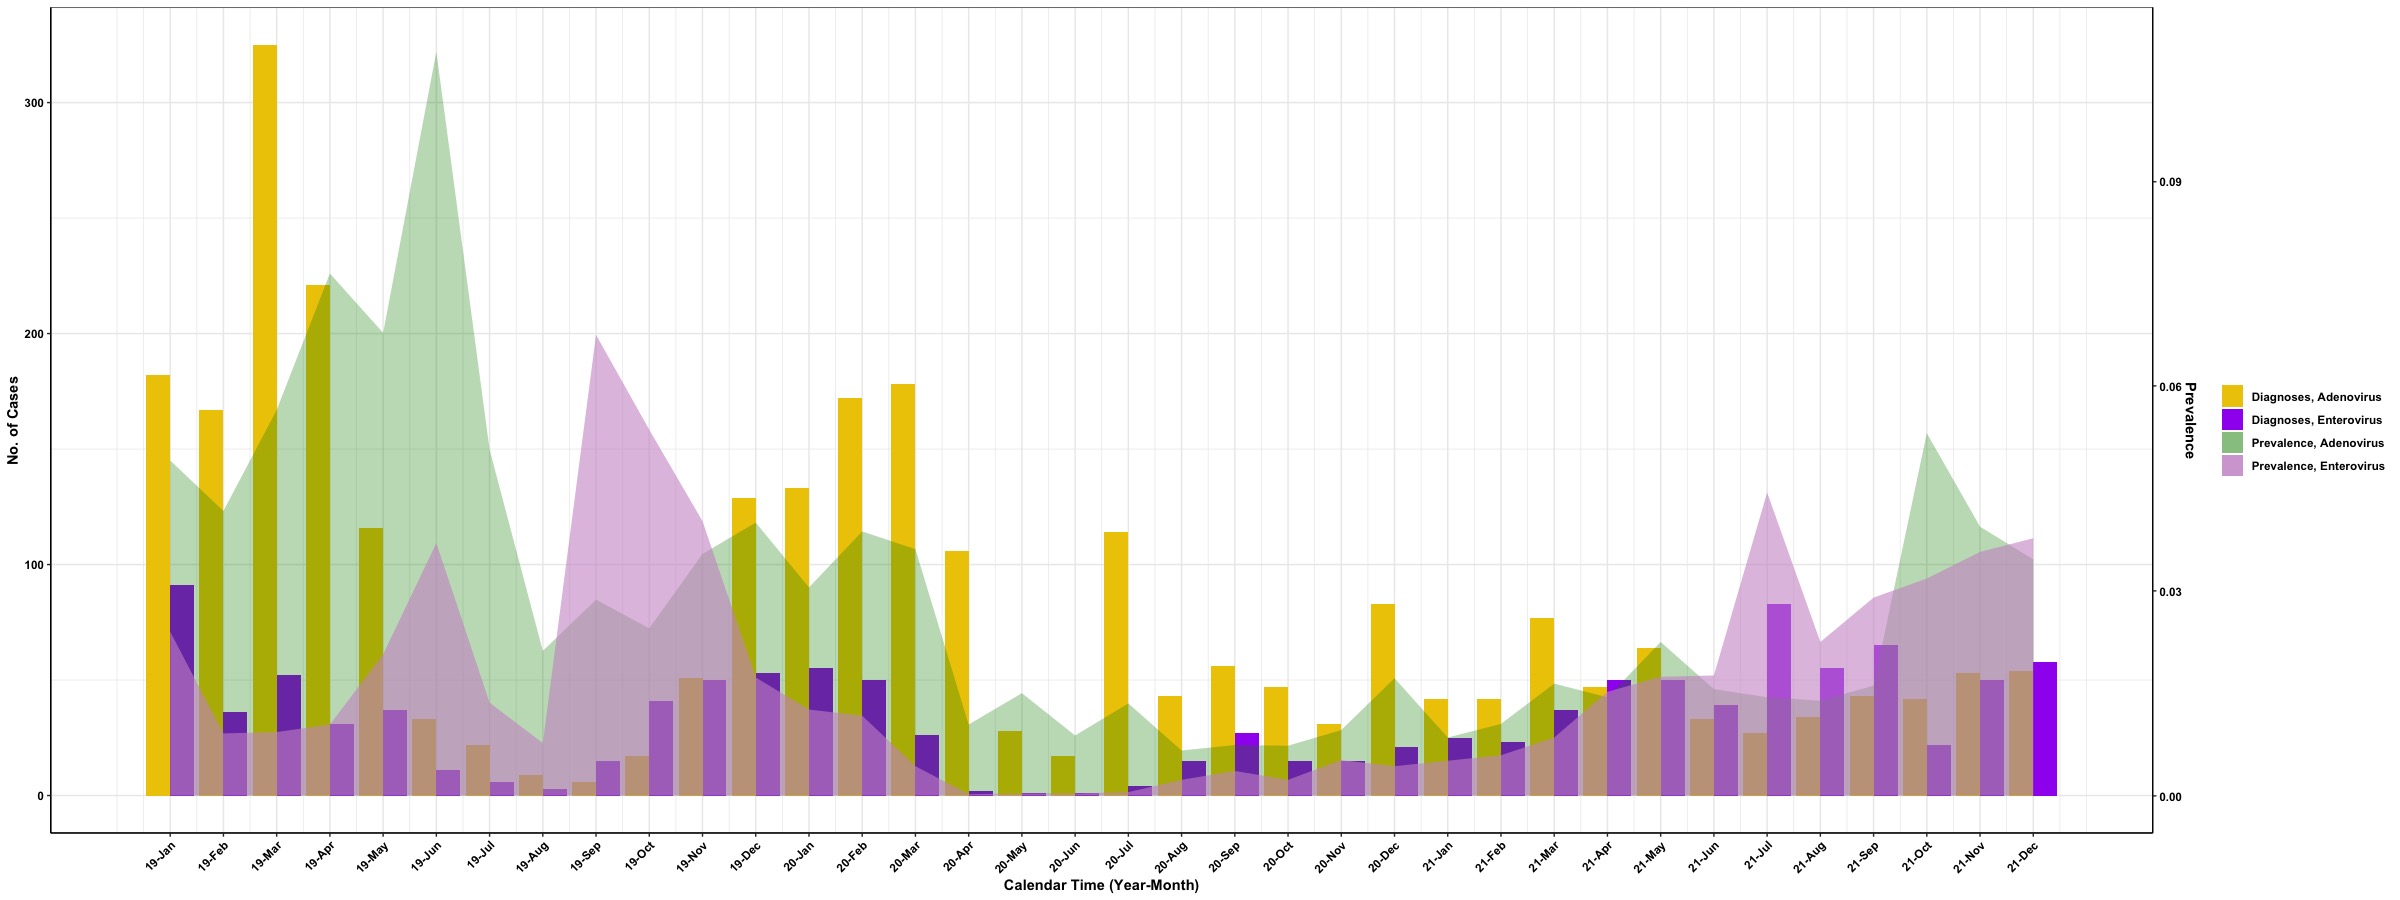 No. of Cases
300
200
100
0
0.09
0.06
0.03
0.00
Prevalence
Diagnoses, Adenovirus
Diagnoses, Enterovirus
Prevalence, Adenovirus
Prevalence, Enterovirus
19-Jan
19-Feb
19-Mar
19-Apr
19-May
19-Jun
19-Jul
19-Aug
19-Sep
19-Oct
19-Nov
19-Dec
20-Jan
20-Feb
20-Mar
20-Apr
20-May
20-Jun
20-Jul
20-Aug
20-Sep
20-Oct
20-Nov
20-Dec
21-Jan
21-Feb
21-Mar
21-Apr
21-May
21-Jun
21-Jul
21-Aug
21-Sep
21-Oct
21-Nov
21-Dec
Calendar Time (Year-Month)